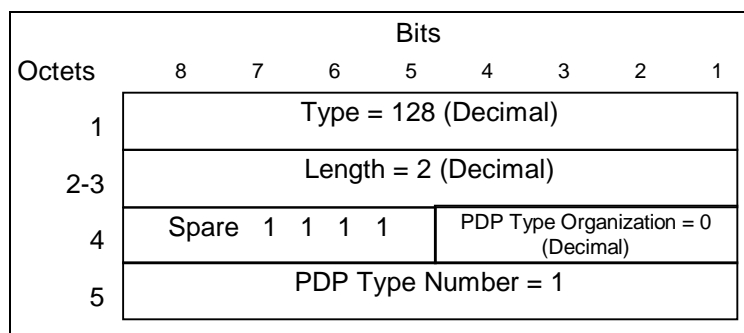 Bits
Octets 8 7 6 5 4 3 2 1
1 Type = 128 (Decimal)
2-3 Length = 2 (Decimal)
4 Spare 1 1 1 1 PDP Type Organization = 0
(Decimal)
5 PDP Type Number = 1